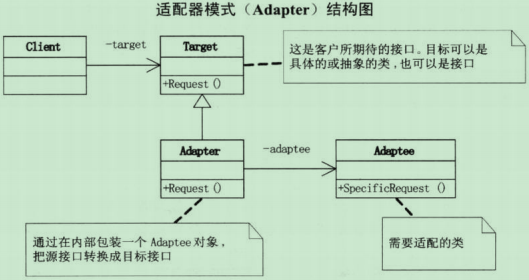 适配器模式（Adapter）结构图
Client
-target
Target
+Request ()
这是客户所期待的接口。目标可以是
具体的或抽象的类，也可以是接口
Adapter
+Request ()
-adaptee
Adaptee
+SpecificRequest ()
通过在内部包装一个 Adaptee 对象，
把源接口转换成目标接口
需要适配的类